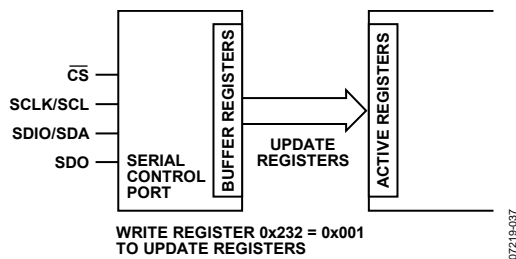 CS
SCLK/SCL
SDIO/SDA
SDO
SERIAL
CONTROL
PORT
BUFFER REGISTERS
UPDATE
REGISTERS
ACTIVE REGISTERS
WRITE REGISTER 0x232 = 0x001
TO UPDATE REGISTERS
07219-037